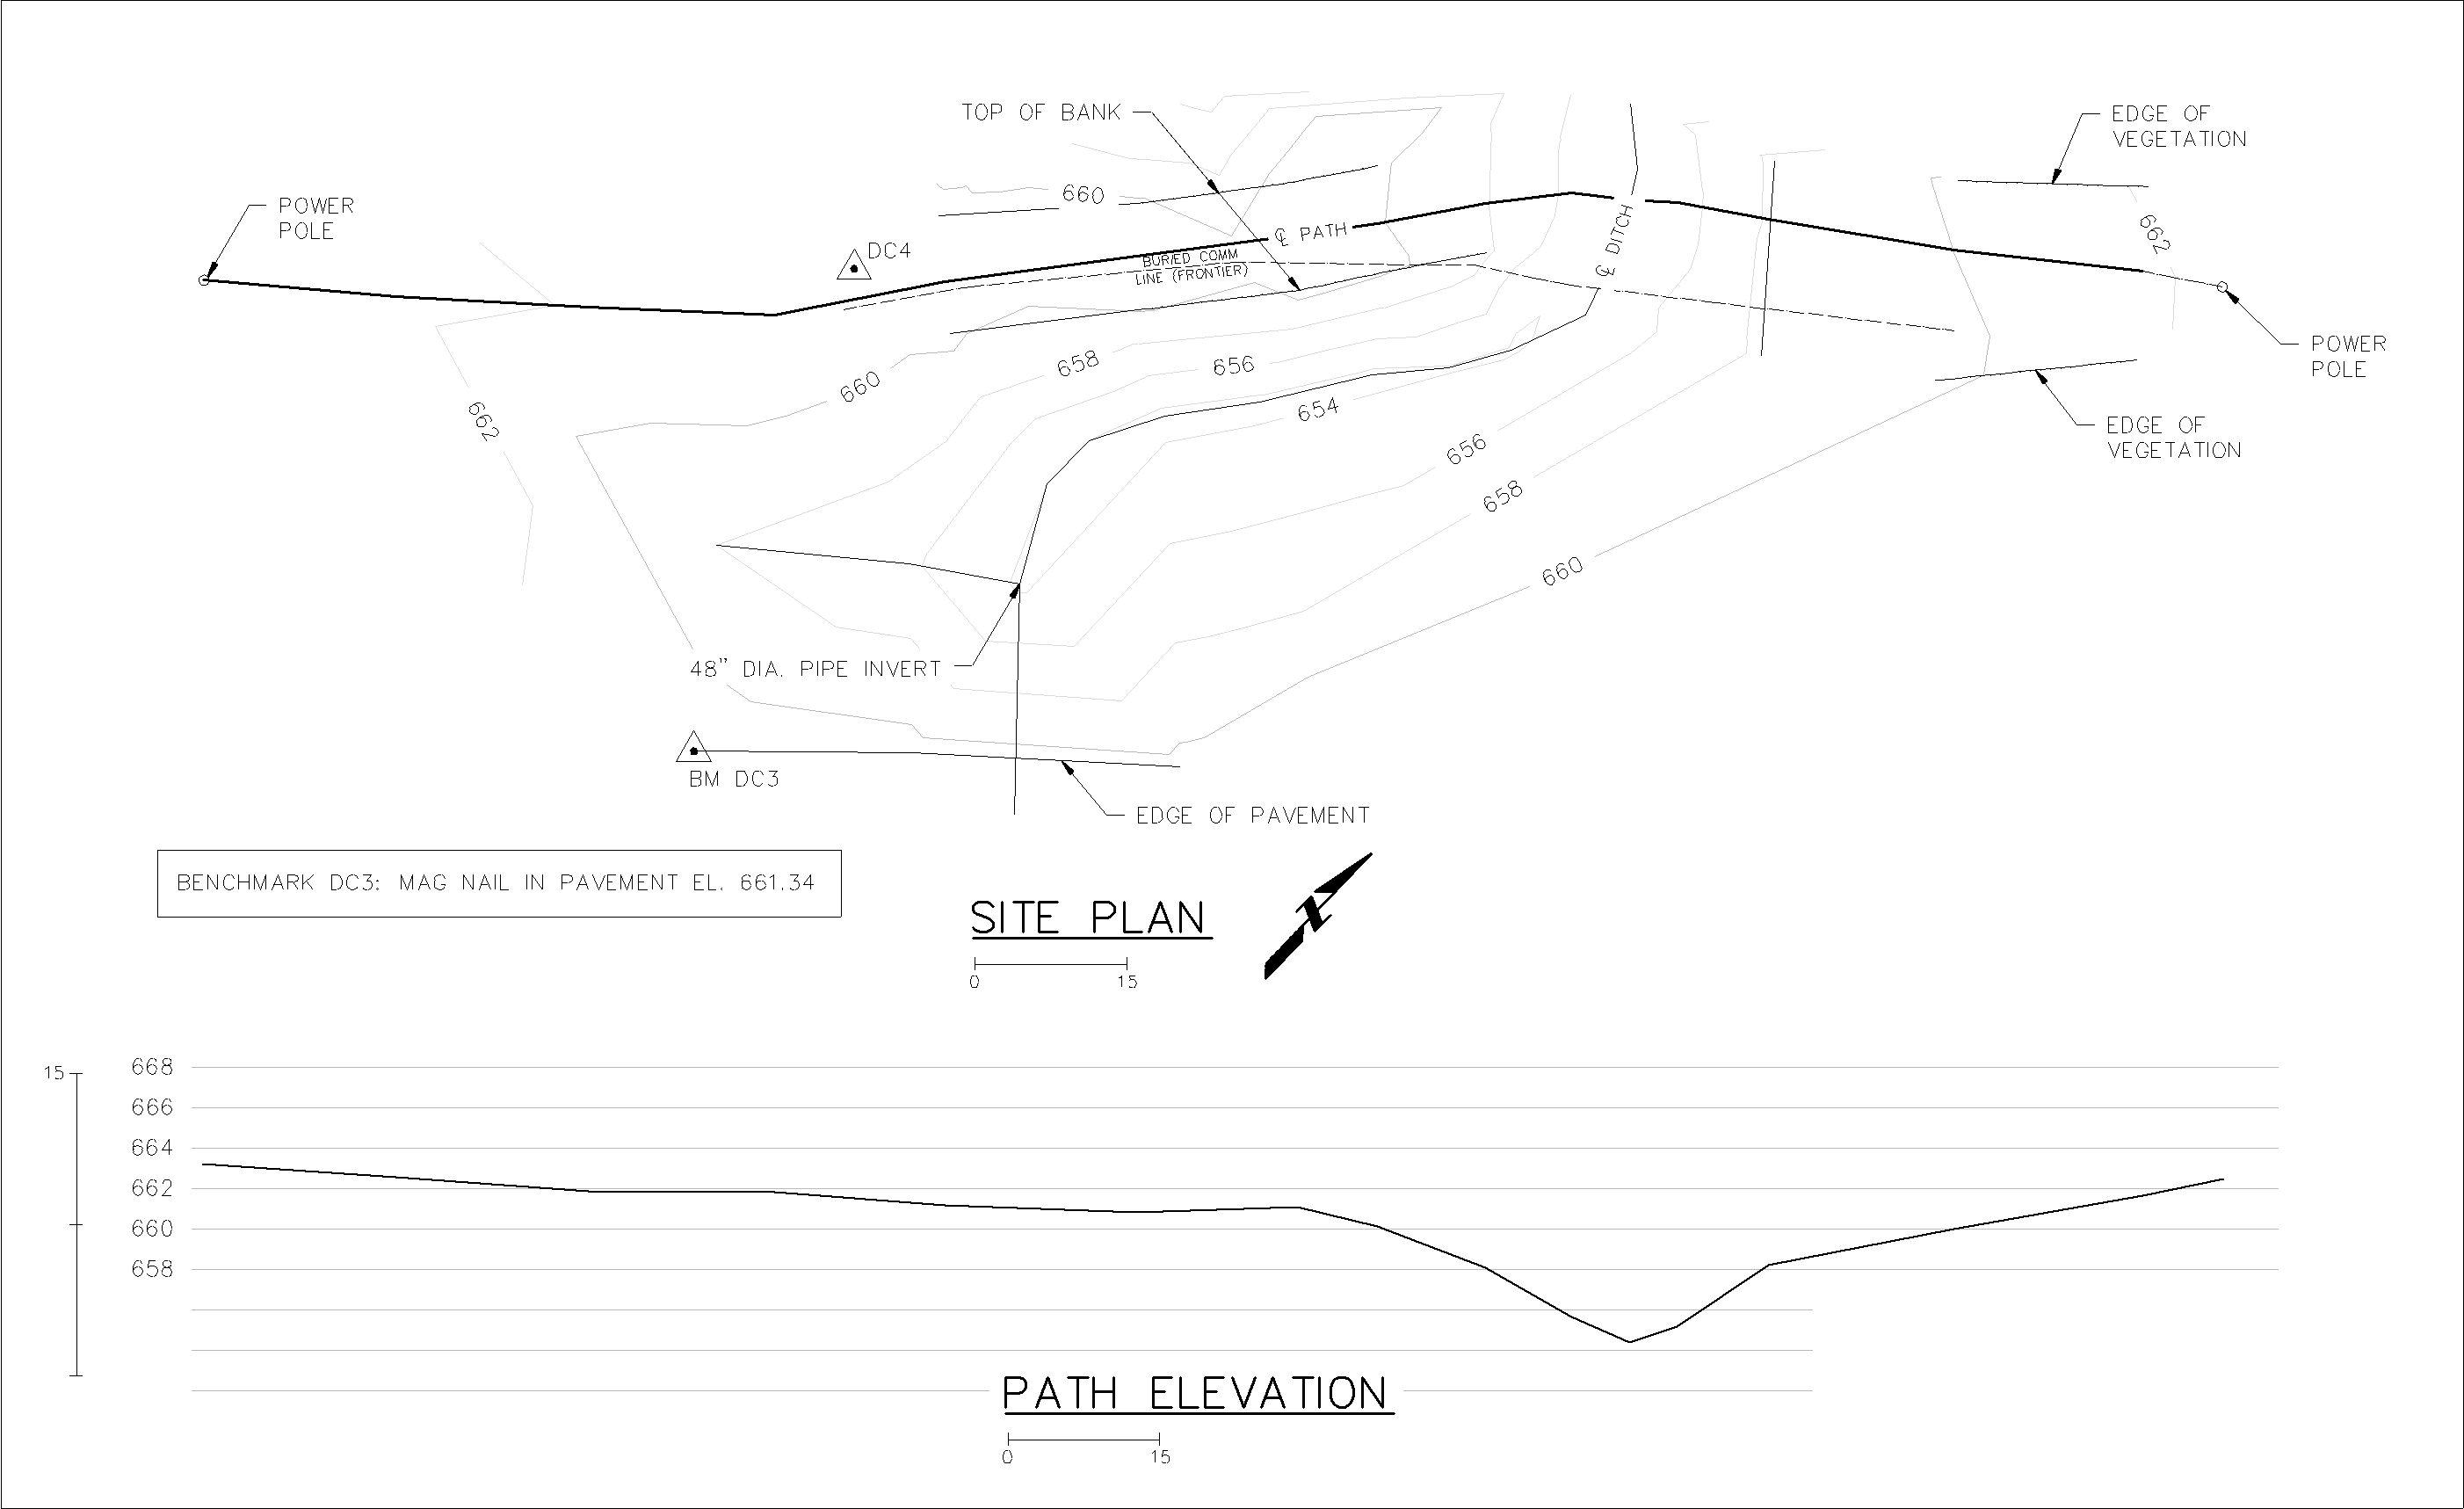 TOP OF BANK
EDGE OF
VEGETATION
660
POWER
POLE
℄ PATH
℄ DITCH
662
DC4
BURIED COMM
LINE (FRONTIER)
POWER
POLE
658
656
660
654
662
EDGE OF
VEGETATION
656
658
660
48" DIA. PIPE INVERT
BM DC3
EDGE OF PAVEMENT
BENCHMARK DC3: MAG NAIL IN PAVEMENT EL. 661.34
SITE PLAN
N
0 15
15
668
666
664
662
660
658
PATH ELEVATION
0 15